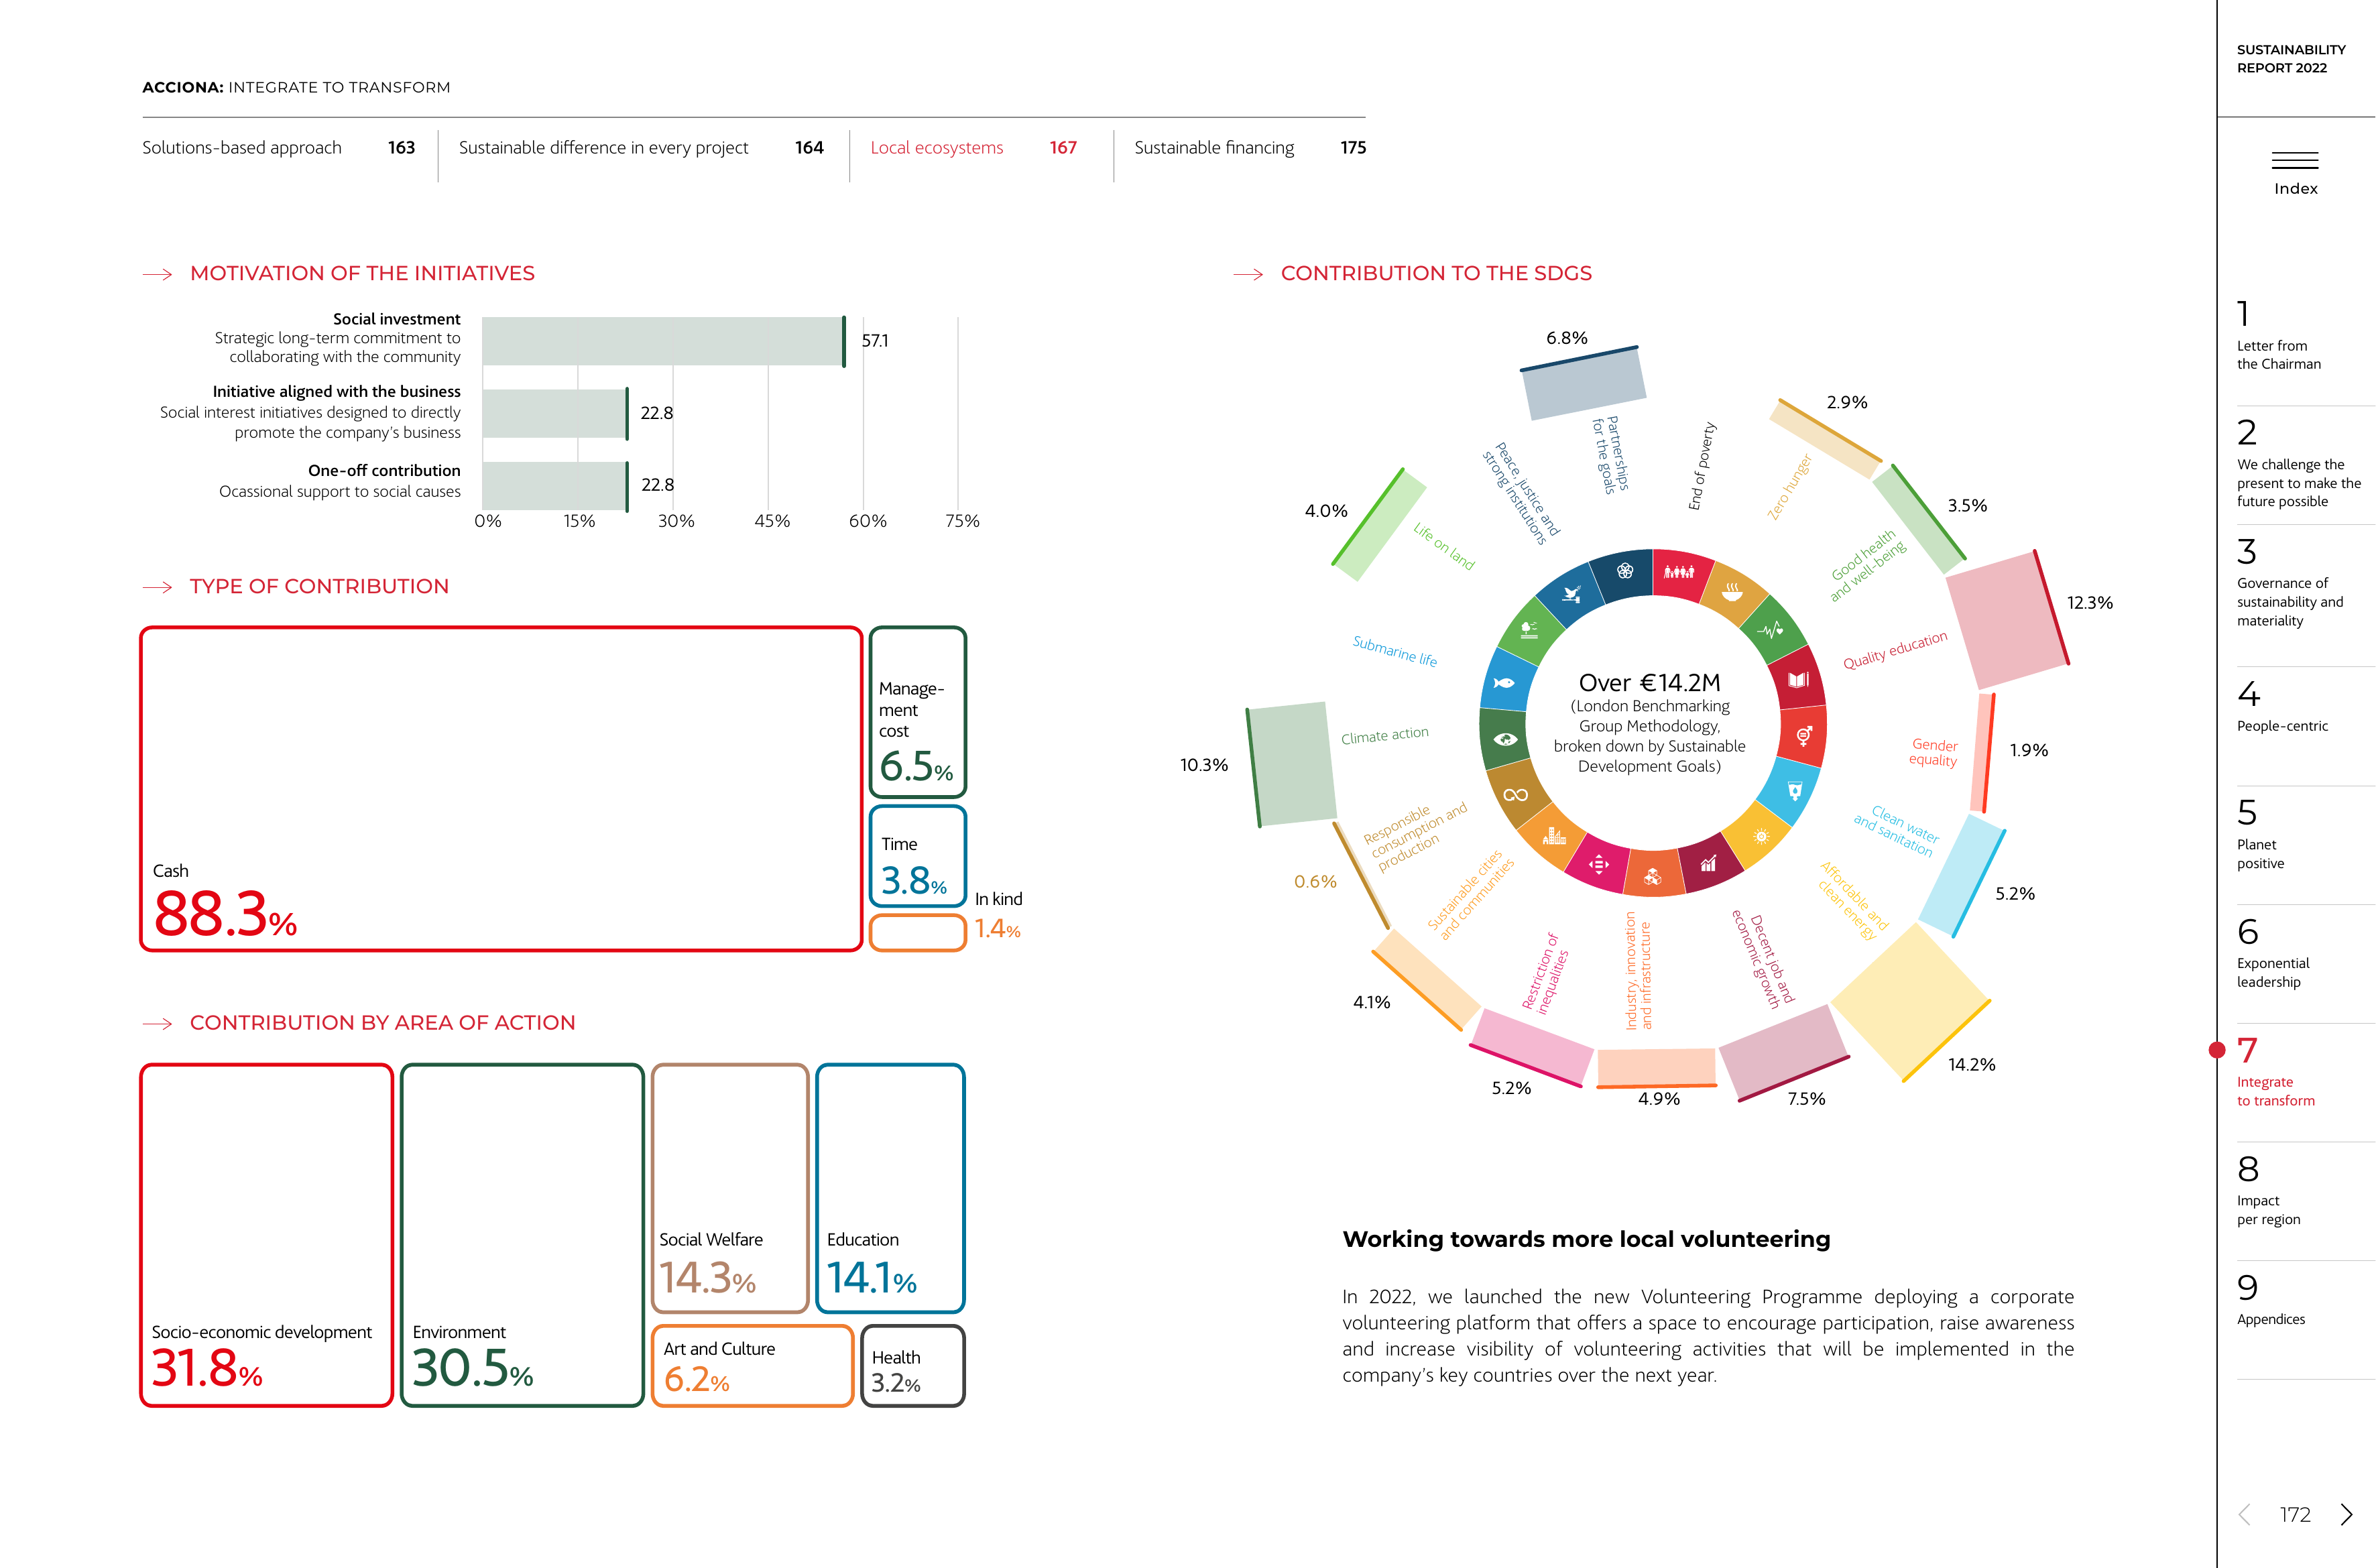 SUSTAINABILITY
REPORT 2022
ACCIONA: INTEGRATE TO TRANSFORM
Solutions-based approach 163
Sustainable difference in every project 164
Local ecosystems 167
Sustainable financing 175
Index
MOTIVATION OF THE INITIATIVES
Social investment
Strategic long-term commitment to
collaborating with the community
57.1
Initiative aligned with the business
Social interest initiatives designed to directly
promote the company's business
22.8
One-off contribution
Ocassional support to social causes
22.8
0% 15% 30% 45% 60% 75%
TYPE OF CONTRIBUTION
Cash
88.3%
Manage-
ment
cost
6.5%
Time
3.8%
In kind
1.4%
CONTRIBUTION BY AREA OF ACTION
Socio-economic development
31.8%
Environment
30.5%
Social Welfare
14.3%
Education
14.1%
Art and Culture
6.2%
Health
3.2%
CONTRIBUTION TO THE SDGS
End of poverty
Zero hunger
2.9%
Good health
and well-being
3.5%
Quality education
12.3%
Gender
equality
1.9%
Clean water
and sanitation
5.2%
Affordable and
clean energy
14.2%
Decent job and
economic growth
7.5%
Industry, innovation
and infrastructure
4.9%
Restriction of
inequalities
5.2%
Sustainable cities
and communities
4.1%
Responsible
consumption and
production
0.6%
Climate action
10.3%
Submarine life
Life on land
4.0%
Peace, justice and
strong institutions
Partnerships
for the goals
6.8%
Over €14.2M
(London Benchmarking
Group Methodology,
broken down by Sustainable
Development Goals)
Working towards more local volunteering
In 2022, we launched the new Volunteering Programme deploying a corporate
volunteering platform that offers a space to encourage participation, raise awareness
and increase visibility of volunteering activities that will be implemented in the
company's key countries over the next year.
1
Letter from
the Chairman
2
We challenge the
present to make the
future possible
3
Governance of
sustainability and
materiality
4
People-centric
5
Planet
positive
6
Exponential
leadership
7
Integrate
to transform
8
Impact
per region
9
Appendices
172